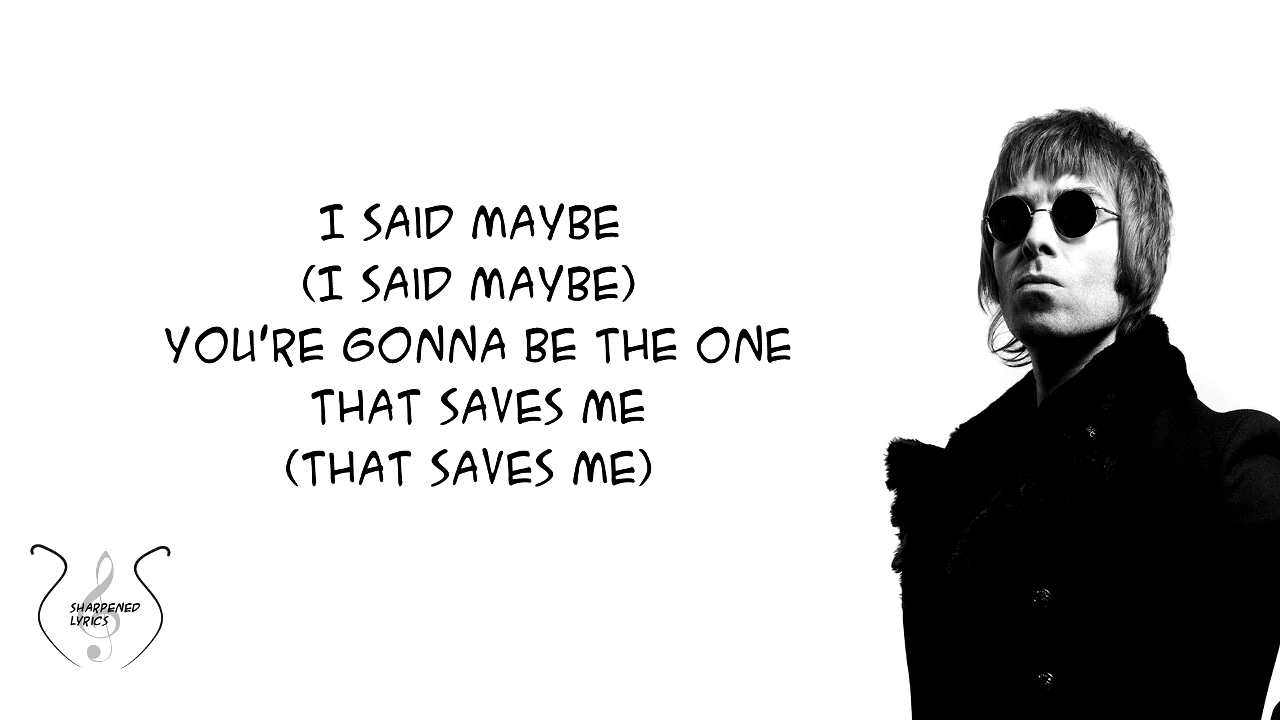 I SAID MAYBE
(I SAID MAYBE)
YOU'RE GONNA BE THE ONE
THAT SAVES ME
(THAT SAVES ME)
SHARPENED
LYRICS